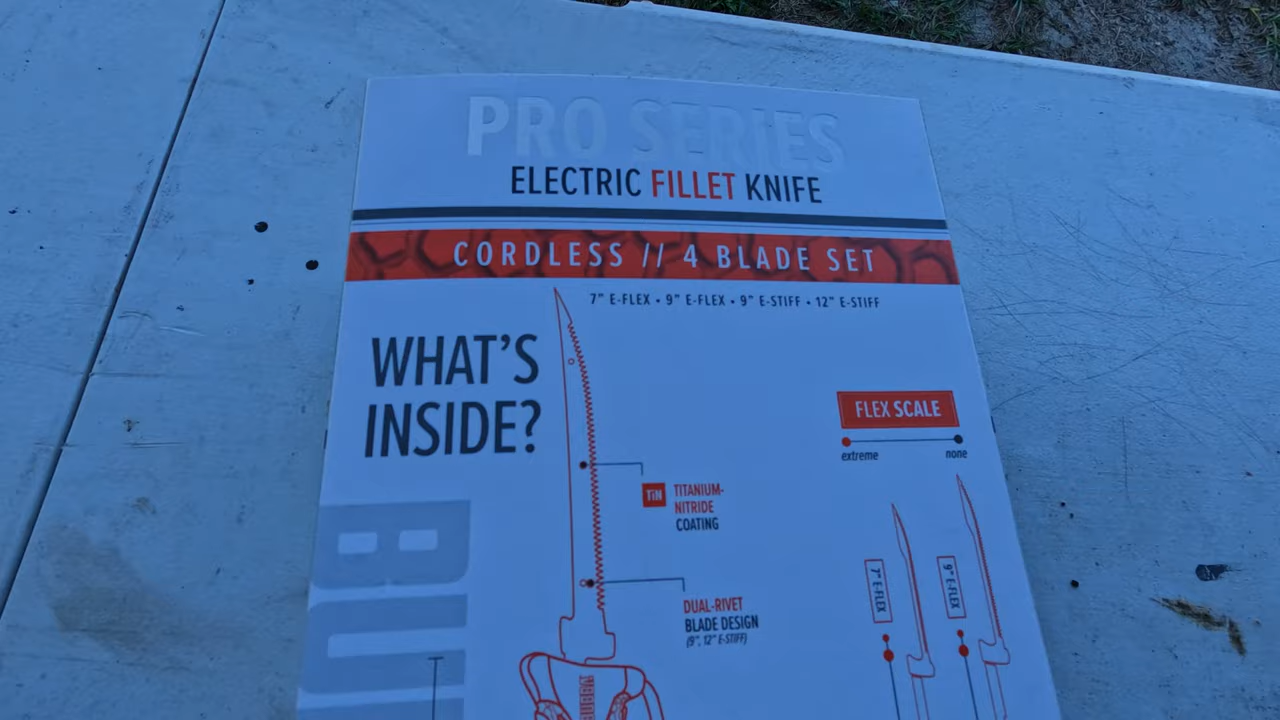 PRO SERIES
ELECTRIC FILLET KNIFE
CORDLESS // 4 BLADE SET
7" E-FLEX • 9" E-FLEX • 9" E-STIFF • 12" E-STIFF
WHAT'S
INSIDE?
FLEX SCALE
extreme none
TiN
TITANIUM-
NITRIDE
COATING
DUAL-RIVET
BLADE DESIGN
(9", 12" E-STIFF)
7" E-FLEX
9" E-FLEX